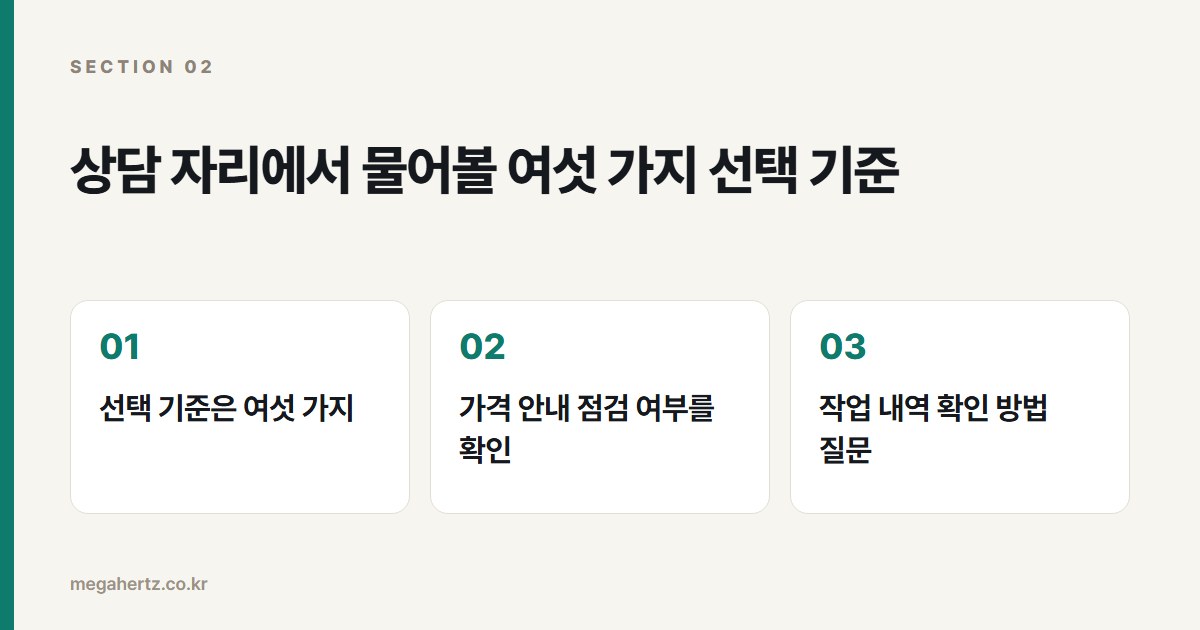 SECTION 02
상담 자리에서 물어볼 여섯 가지 선택 기준
01
선택 기준은 여섯 가지
02
가격 안내 점검 여부를
확인
03
작업 내역 확인 방법
질문
megahertz.co.kr